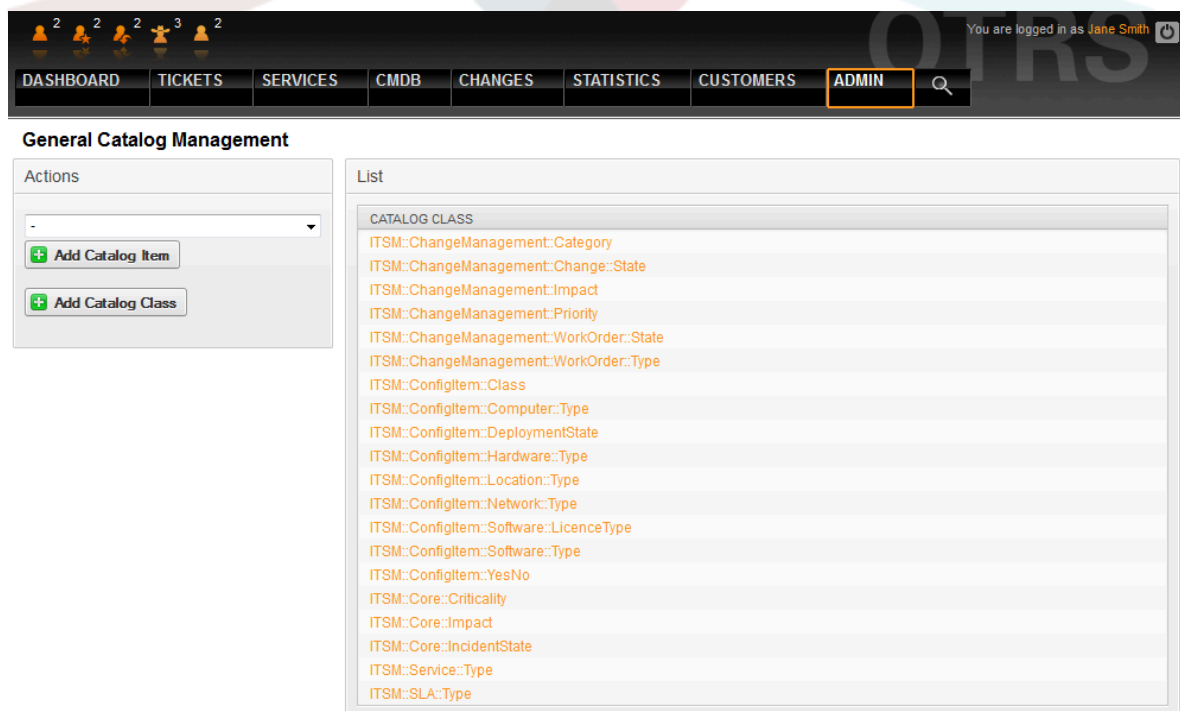 2 2 2 3 2
OTRS
You are logged in as Jane Smith
DASHBOARD TICKETS SERVICES CMDB CHANGES STATISTICS CUSTOMERS ADMIN
General Catalog Management
Actions
-
Add Catalog Item
Add Catalog Class
List
CATALOG CLASS
ITSM::ChangeManagement::Category
ITSM::ChangeManagement::Change::State
ITSM::ChangeManagement::Impact
ITSM::ChangeManagement::Priority
ITSM::ChangeManagement::WorkOrder::State
ITSM::ChangeManagement::WorkOrder::Type
ITSM::ConfigItem::Class
ITSM::ConfigItem::Computer::Type
ITSM::ConfigItem::DeploymentState
ITSM::ConfigItem::Hardware::Type
ITSM::ConfigItem::Location::Type
ITSM::ConfigItem::Network::Type
ITSM::ConfigItem::Software::LicenceType
ITSM::ConfigItem::Software::Type
ITSM::ConfigItem::YesNo
ITSM::Core::Criticality
ITSM::Core::Impact
ITSM::Core::IncidentState
ITSM::Service::Type
ITSM::SLA::Type